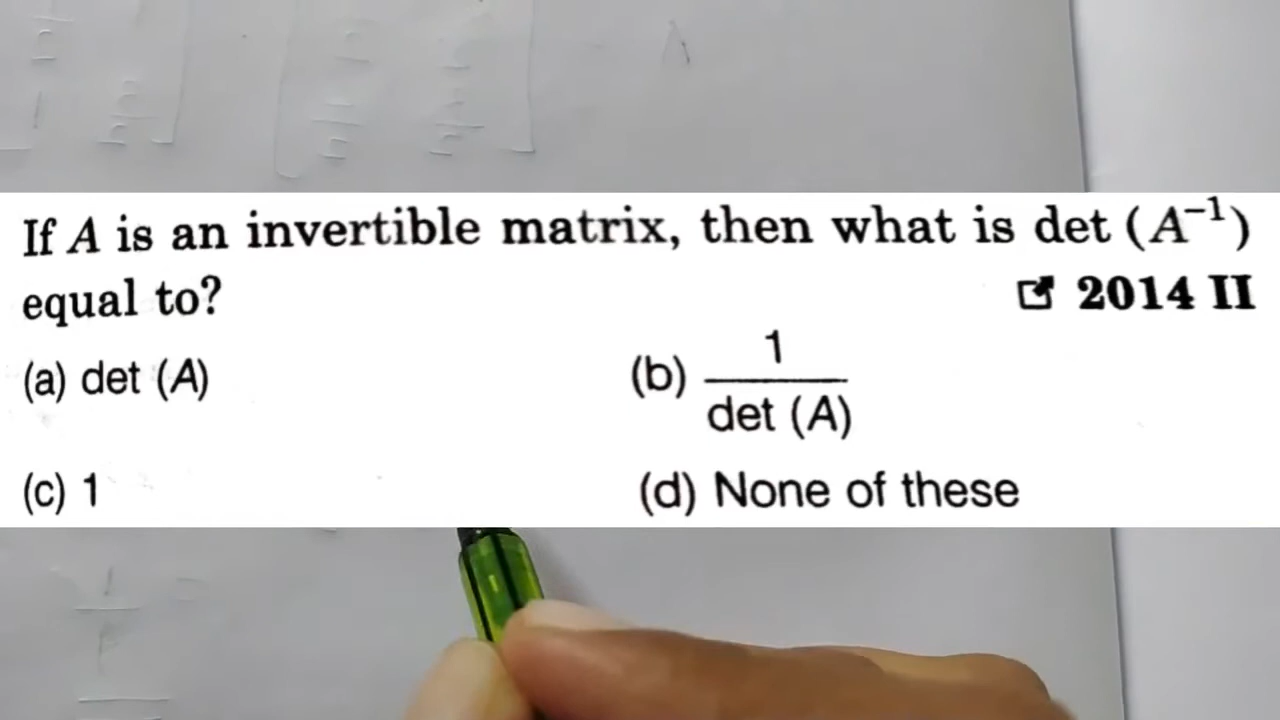 If A is an invertible matrix, then what is det (A⁻¹)
equal to? 2014 II
(a) det (A) (b) 1/det (A)
(c) 1 (d) None of these